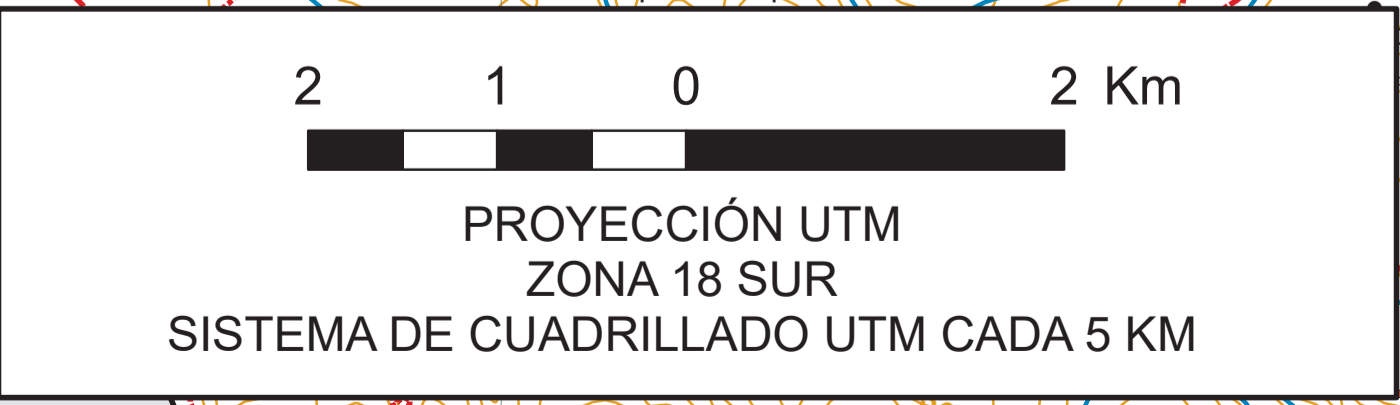 2 1 0 2 Km
PROYECCIÓN UTM
ZONA 18 SUR
SISTEMA DE CUADRILLADO UTM CADA 5 KM